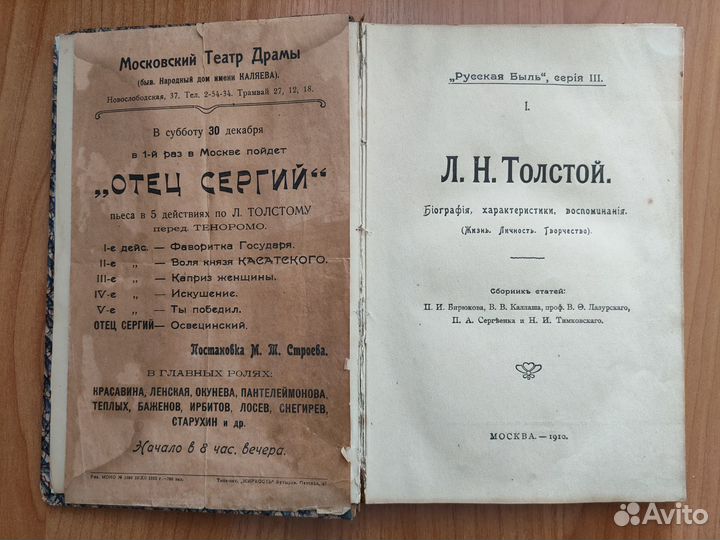 Московский Театр Драмы
(быв. Народный дом имени КАЛЯЕВА).
Новослободская, 37. Тел. 2-54-34. Трамвай 27, 12, 18.
В субботу 30 декабря
в 1-й раз в Москве пойдет
„ОТЕЦ СЕРГИЙ“
пьеса в 5 действиях по Л. ТОЛСТОМУ
перед. ТЕНОРОМО.
I-е дейс. — Фаворитка Государя.
II-е „ — Воля князя КАСАТСКОГО.
III-е „ — Каприз женщины.
IV-е „ — Искушение.
V-е „ — Ты победил.
ОТЕЦ СЕРГИЙ — Освецинский.
Постановка М. Т. Строева.
В ГЛАВНЫХ РОЛЯХ:
КРАСАВИНА, ЛЕНСКАЯ, ОКУНЕВА, ПАНТЕЛЕЙМОНОВА,
ТЕПЛЫХ, БАЖЕНОВ, ИРБИТОВ, ЛОСЕВ, СНЕГИРЕВ,
СТАРУХИН и др.
Начало в 8 час. вечера.
„Русская Быль“, серія III.
I.
Л. Н. Толстой.
Біографія, характеристики, воспоминанія.
(Жизнь. Личность. Творчество).
Сборникъ статей:
П. И. Бирюкова, В. В. Каллаша, проф. В. Ѳ. Лазурскаго,
П. А. Сергѣенка и Н. И. Тимковскаго.
МОСКВА. — 1910.
Avito